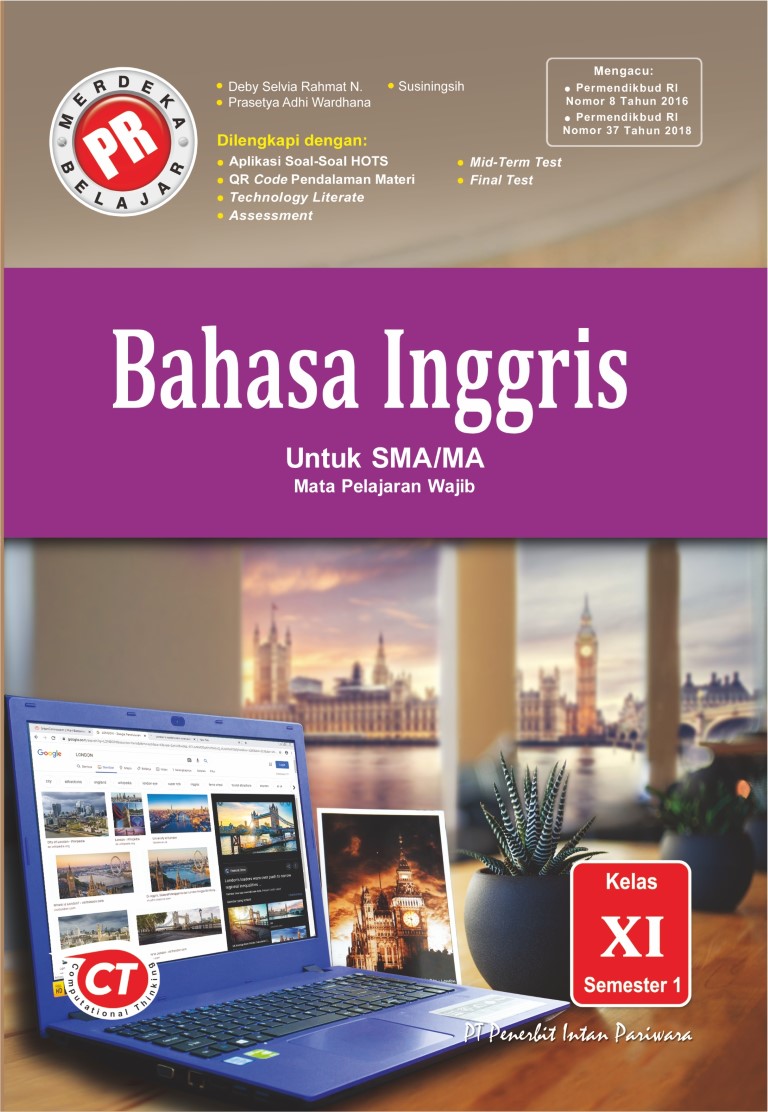 MERDEKA
PR
BELAJAR
• Deby Selvia Rahmat N.
• Susiningsih
• Prasetya Adhi Wardhana
Mengacu:
• Permendikbud RI
Nomor 8 Tahun 2016
• Permendikbud RI
Nomor 37 Tahun 2018
Dilengkapi dengan:
• Aplikasi Soal-Soal HOTS
• QR Code Pendalaman Materi
• Technology Literate
• Assessment
• Mid-Term Test
• Final Test
Bahasa Inggris
Untuk SMA/MA
Mata Pelajaran Wajib
Google
LONDON
Kelas
XI
Semester 1
CT
Computational Thinking
PT Penerbit Intan Pariwara